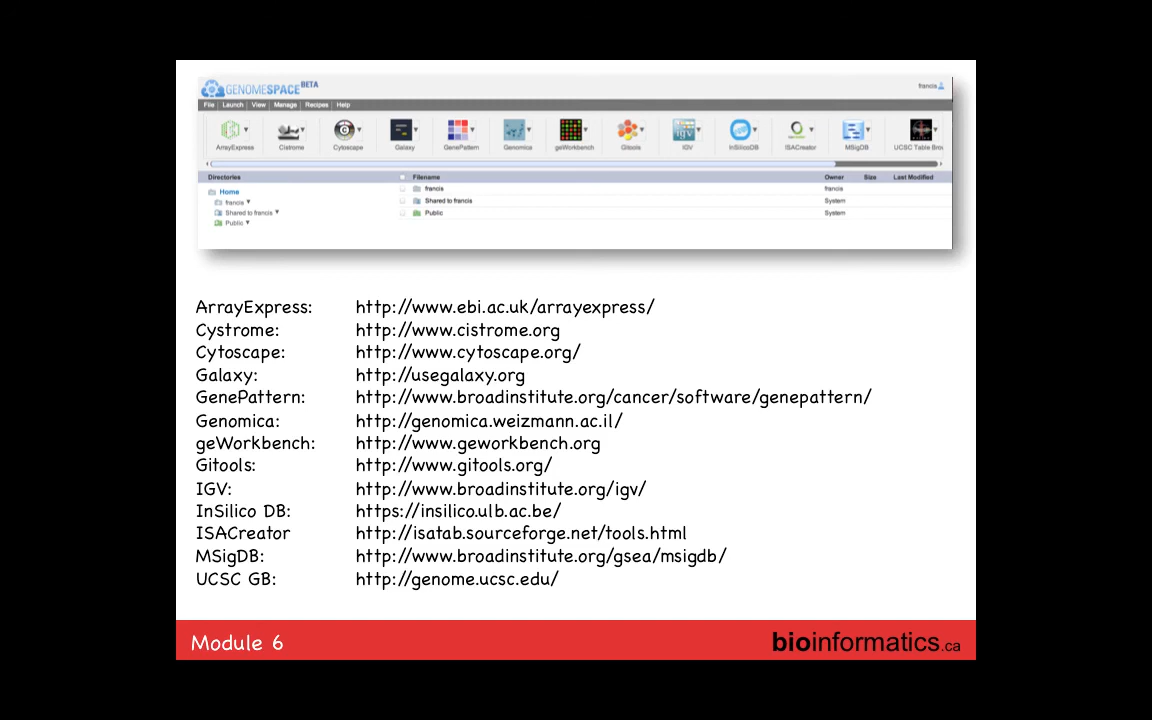 GENOMESPACE BETA
francis
File | Launch | View | Manage | Recipes | Help
ArrayExpress Cistrome Cytoscape Galaxy GenePattern Genomica geWorkbench Gitools IGV InSilicoDB ISACreator MSigDB UCSC Table Brov
Directories Filename Owner Size Last Modified
Home francis francis
francis Shared to francis System
Shared to francis Public System
Public
ArrayExpress: http://www.ebi.ac.uk/arrayexpress/
Cystrome: http://www.cistrome.org
Cytoscape: http://www.cytoscape.org/
Galaxy: http://usegalaxy.org
GenePattern: http://www.broadinstitute.org/cancer/software/genepattern/
Genomica: http://genomica.weizmann.ac.il/
geWorkbench: http://www.geworkbench.org
Gitools: http://www.gitools.org/
IGV: http://www.broadinstitute.org/igv/
InSilico DB: https://insilico.ulb.ac.be/
ISACreator http://isatab.sourceforge.net/tools.html
MSigDB: http://www.broadinstitute.org/gsea/msigdb/
UCSC GB: http://genome.ucsc.edu/
Module 6
bioinformatics.ca